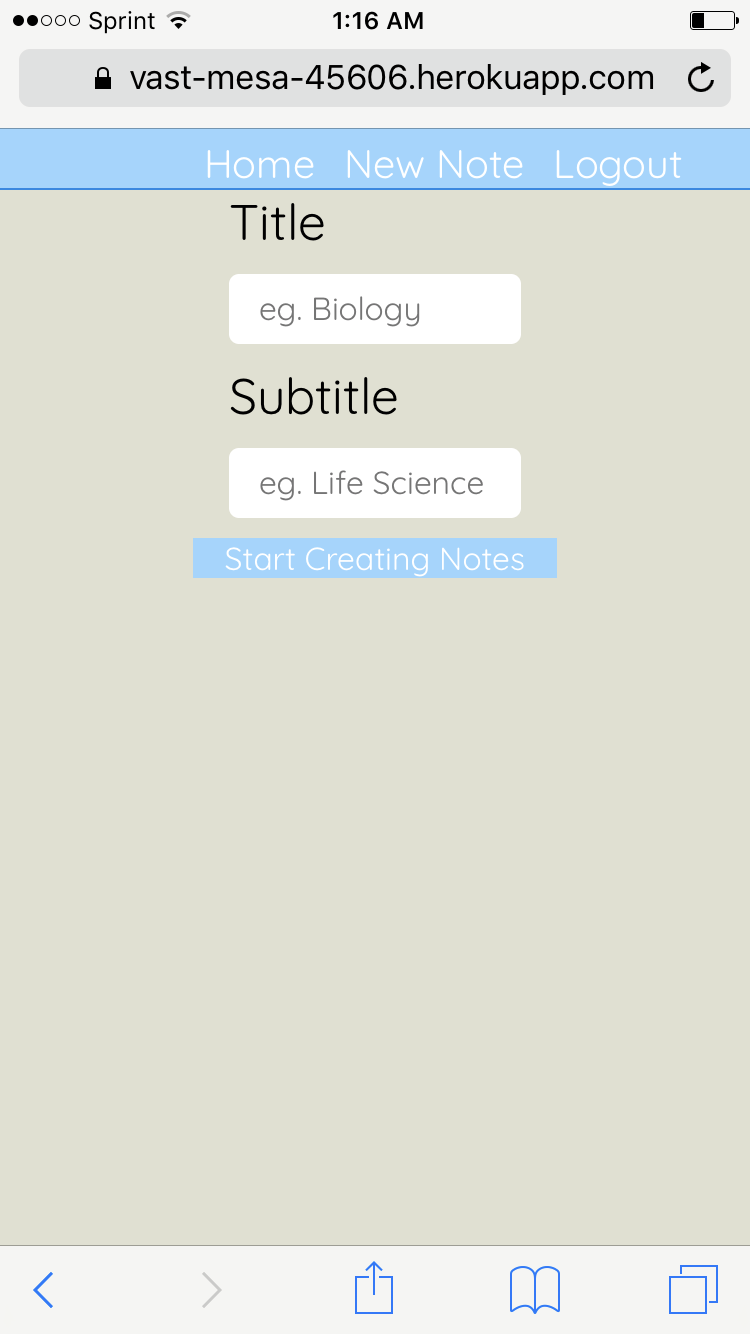 Sprint 1:16 AM
vast-mesa-45606.herokuapp.com
Home New Note Logout
Title
eg. Biology
Subtitle
eg. Life Science
Start Creating Notes